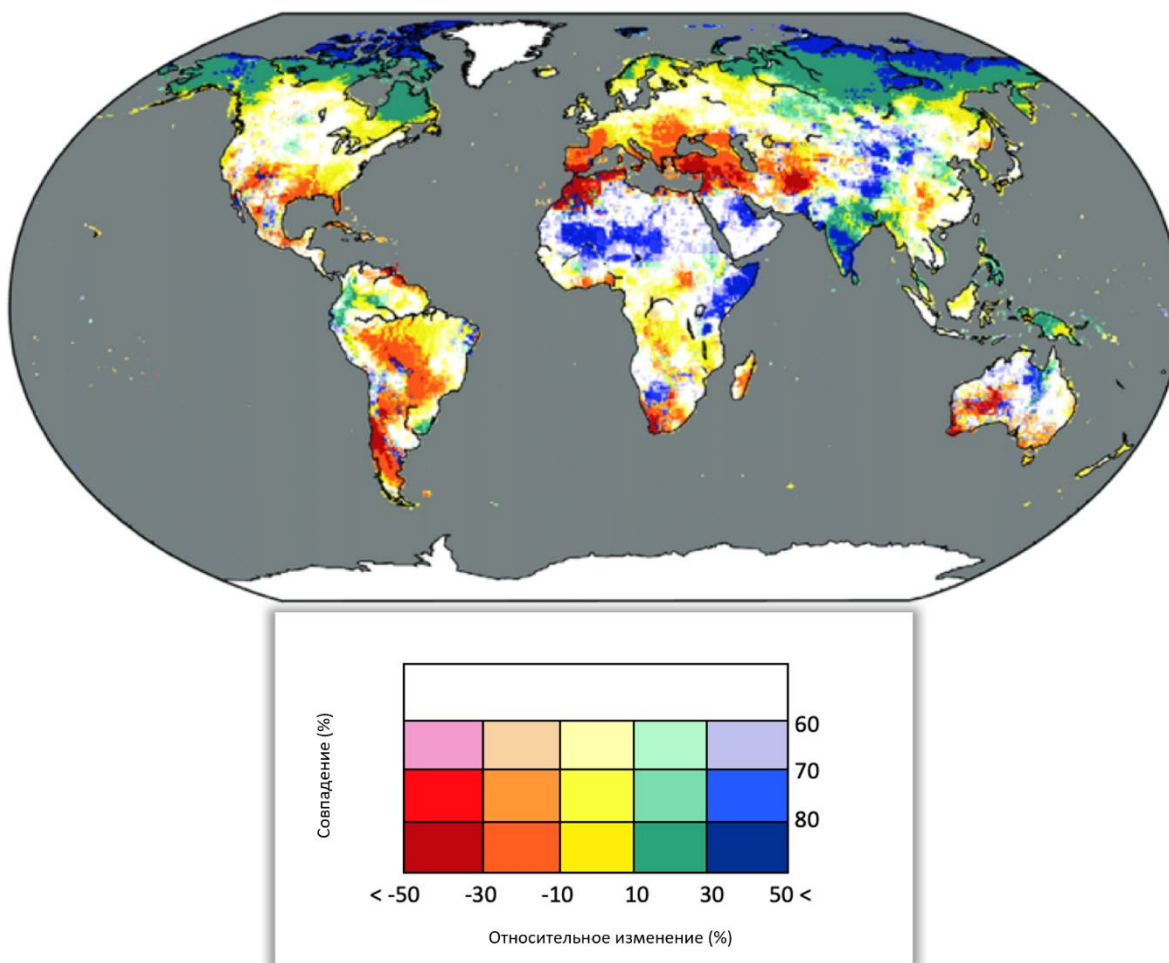 Совпадение (%)
60
70
80
< -50 -30 -10 10 30 50 <
Относительное изменение (%)